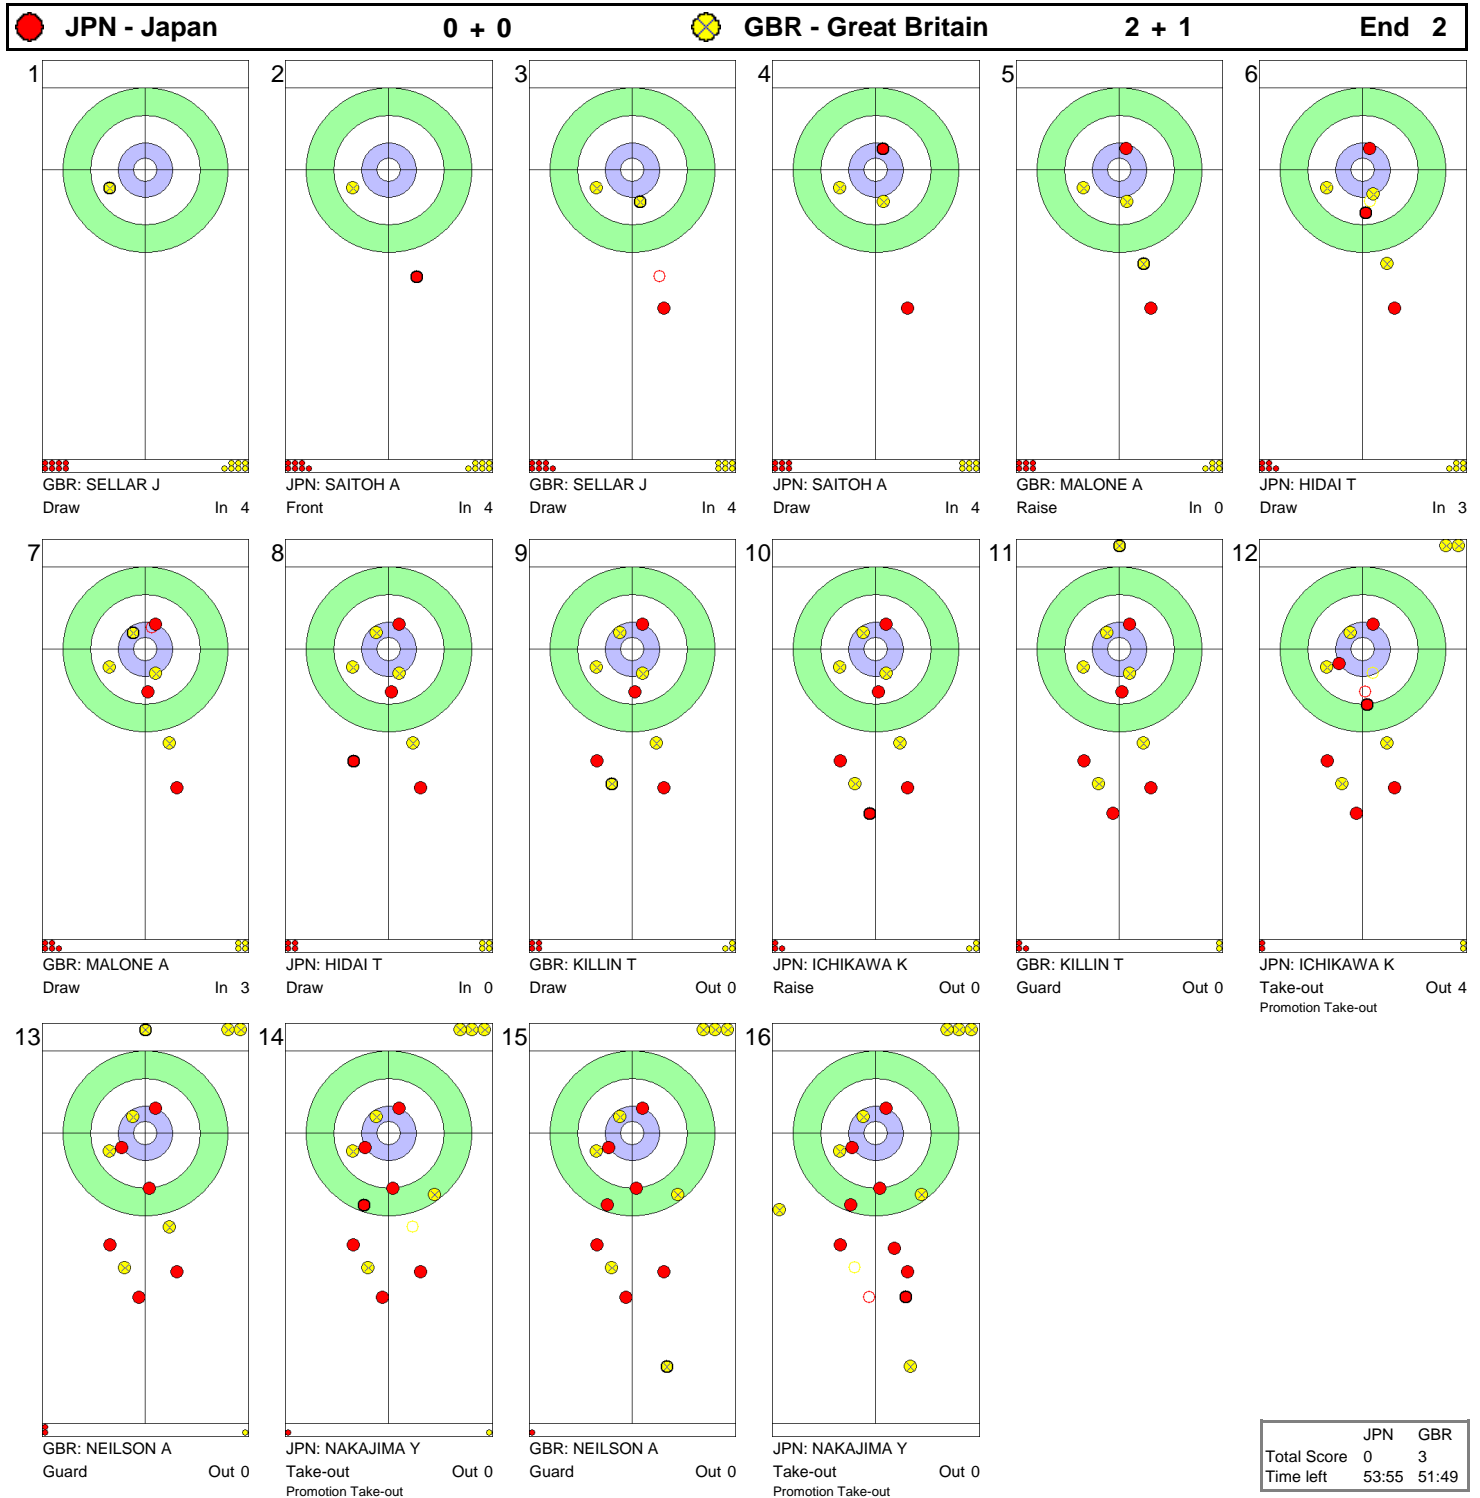 JPN - Japan 0 + 0 GBR - Great Britain 2 + 1 End 2
1 2 3 4 5 6
GBR: SELLAR J JPN: SAITOH A GBR: SELLAR J JPN: SAITOH A GBR: MALONE A JPN: HIDAI T
Draw In 4 Front In 4 Draw In 4 Draw In 4 Raise In 0 Draw In 3
7 8 9 10 11 12
GBR: MALONE A JPN: HIDAI T GBR: KILLIN T JPN: ICHIKAWA K GBR: KILLIN T JPN: ICHIKAWA K
Draw In 3 Draw In 0 Draw Out 0 Raise Out 0 Guard Out 0 Take-out Out 4
Promotion Take-out
13 14 15 16
GBR: NEILSON A JPN: NAKAJIMA Y GBR: NEILSON A JPN: NAKAJIMA Y
Guard Out 0 Take-out Out 0 Guard Out 0 Take-out Out 0
Promotion Take-out Promotion Take-out
JPN GBR
Total Score 0 3
Time left 53:55 51:49